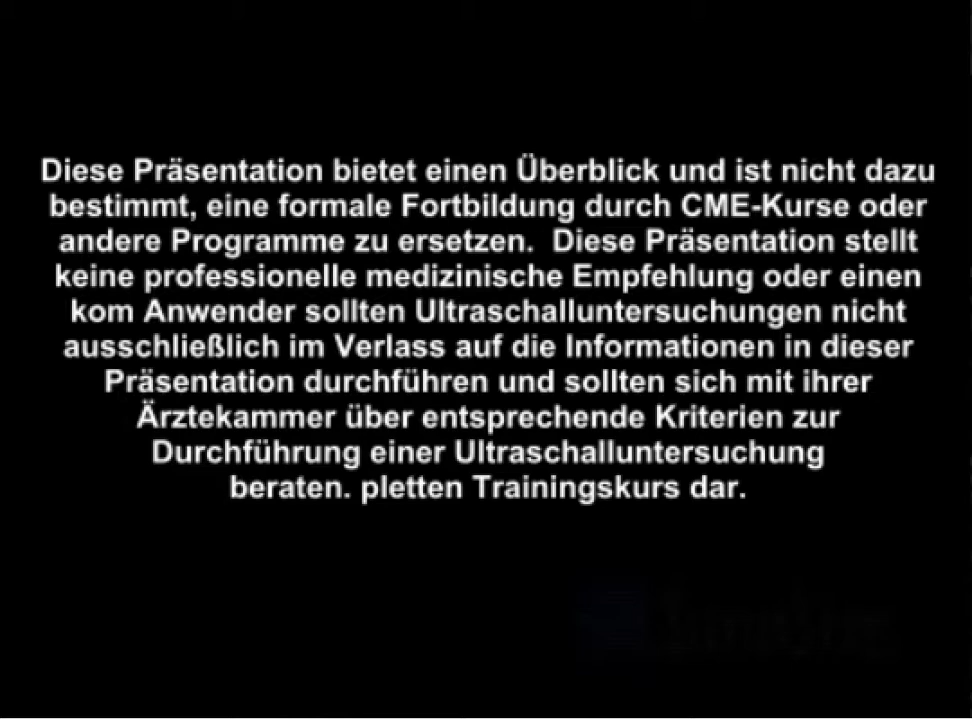 Diese Präsentation bietet einen Überblick und ist nicht dazu
bestimmt, eine formale Fortbildung durch CME-Kurse oder
andere Programme zu ersetzen.  Diese Präsentation stellt
keine professionelle medizinische Empfehlung oder einen
kom Anwender sollten Ultraschalluntersuchungen nicht
ausschließlich im Verlass auf die Informationen in dieser
Präsentation durchführen und sollten sich mit ihrer
Ärztekammer über entsprechende Kriterien zur
Durchführung einer Ultraschalluntersuchung
beraten. pletten Trainingskurs dar.